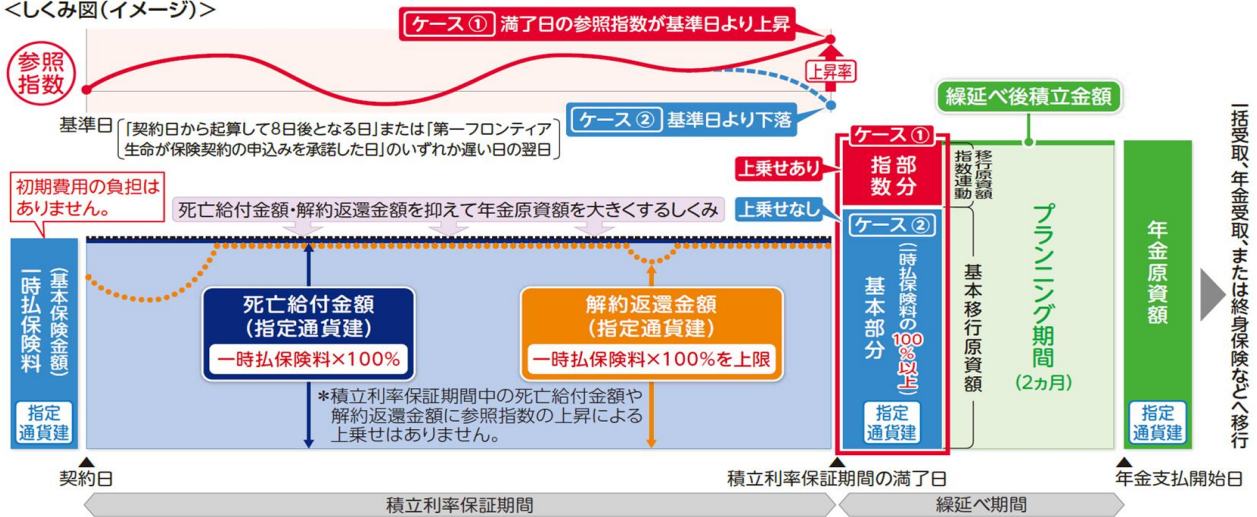 <しくみ図(イメージ)>
参照
指数
ケース① 満了日の参照指数が基準日より上昇
上昇率
ケース② 基準日より下落
基準日
「契約日から起算して8日後となる日」または「第一フロンティア
生命が保険契約の申込みを承諾した日」のいずれか遅い日の翌日
初期費用の負担は
ありません。
死亡給付金額・解約返還金額を抑えて年金原資額を大きくするしくみ
一時払保険料
(基本保険金額)
指定
通貨建
死亡給付金額
(指定通貨建)
一時払保険料×100%
解約返還金額
(指定通貨建)
一時払保険料×100%を上限
*積立利率保証期間中の死亡給付金額や
解約返還金額に参照指数の上昇による
上乗せはありません。
上乗せあり
上乗せなし
ケース①
指数
部分
ケース②
基本部分
(一時払保険料の100%以上)
指定
通貨建
指数連動
移行原資額
基本移行原資額
繰延べ後積立金額
プランニング期間
(2ヵ月)
年金原資額
指定
通貨建
一括受取、年金受取、または終身保険などへ移行
契約日
積立利率保証期間の満了日
年金支払開始日
積立利率保証期間
繰延べ期間